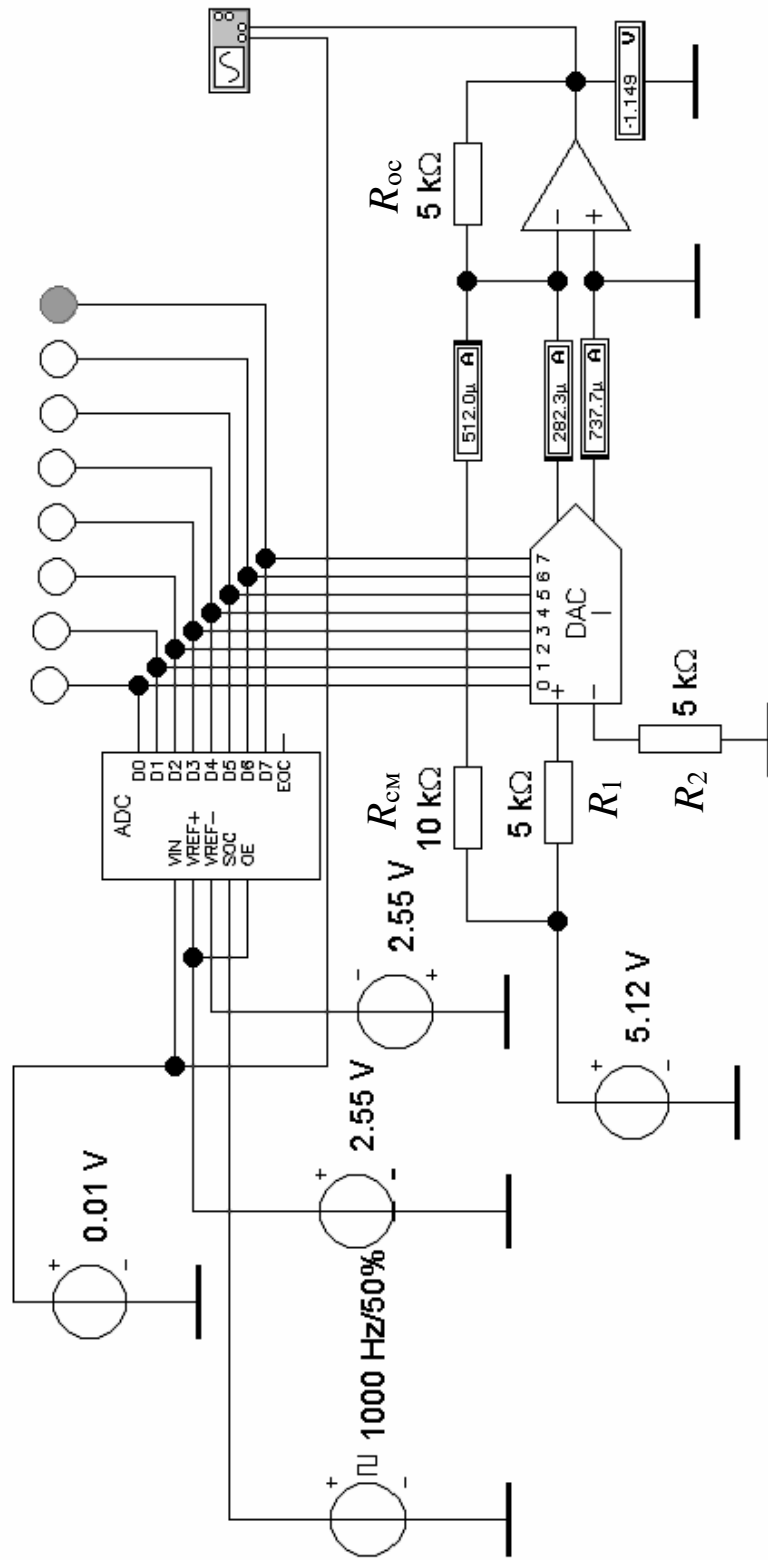 0.01 V
+
-
ADC
VIN
VREF+
VREF-
SOC
OE
D0
D1
D2
D3
D4
D5
D6
D7
EOC
1000 Hz/50%
+
-
2.55 V
+
-
2.55 V
-
+
Rсм
10 kΩ
Rос
5 kΩ
512.0µ A
5 kΩ
R1
5.12 V
+
-
0 1 2 3 4 5 6 7
+
-
DAC
I
282.3µ A
737.7µ A
-
+
-1.149 V
R2
5 kΩ